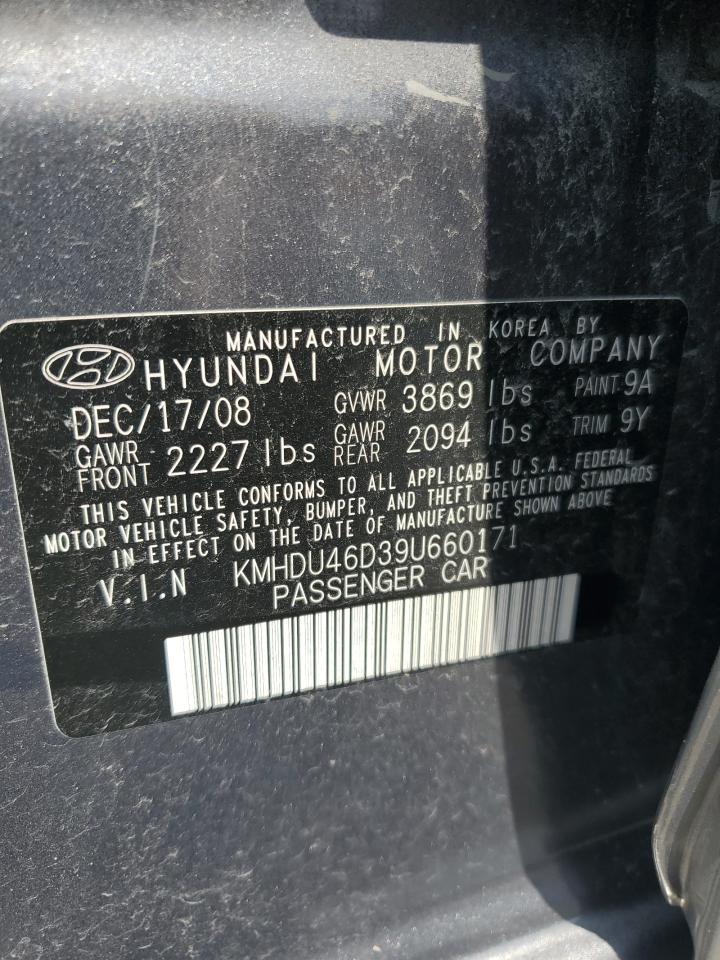 MANUFACTURED IN KOREA BY
HYUNDAI MOTOR COMPANY
DEC/17/08 GVWR 3869 lbs PAINT 9A
GAWR FRONT 2227 lbs GAWR REAR 2094 lbs TRIM 9Y
THIS VEHICLE CONFORMS TO ALL APPLICABLE U.S.A. FEDERAL
MOTOR VEHICLE SAFETY, BUMPER, AND THEFT PREVENTION STANDARDS
IN EFFECT ON THE DATE OF MANUFACTURE SHOWN ABOVE
V.I.N KMHDU46D39U660171
PASSENGER CAR